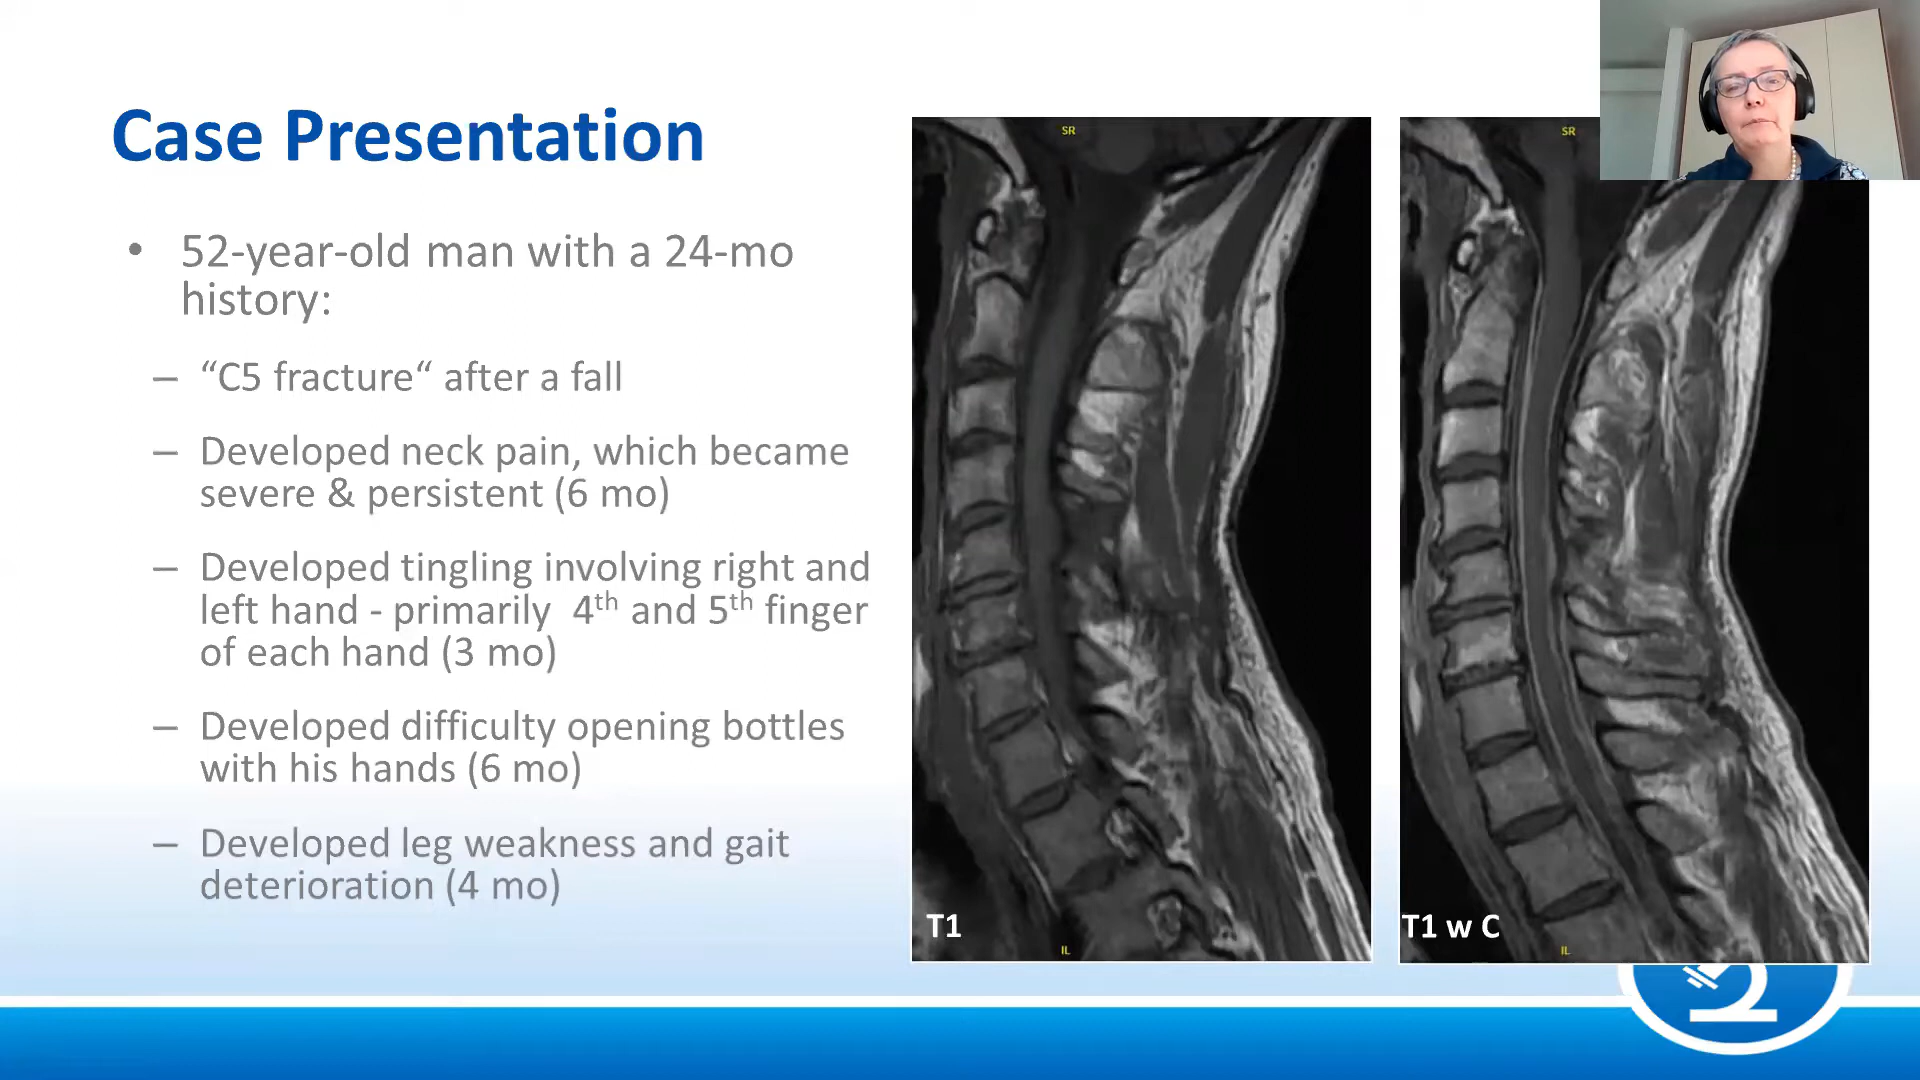 Case Presentation
• 52-year-old man with a 24-mo
history:
– “C5 fracture“ after a fall
– Developed neck pain, which became
severe & persistent (6 mo)
– Developed tingling involving right and
left hand - primarily 4th and 5th finger
of each hand (3 mo)
– Developed difficulty opening bottles
with his hands (6 mo)
– Developed leg weakness and gait
deterioration (4 mo)
SR
T1
IL
SR
T1 w C
IL